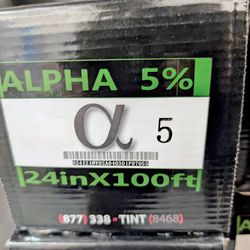 ALPHA 5%
α 5
24inX100ft
(877) 338•TINT (8468)